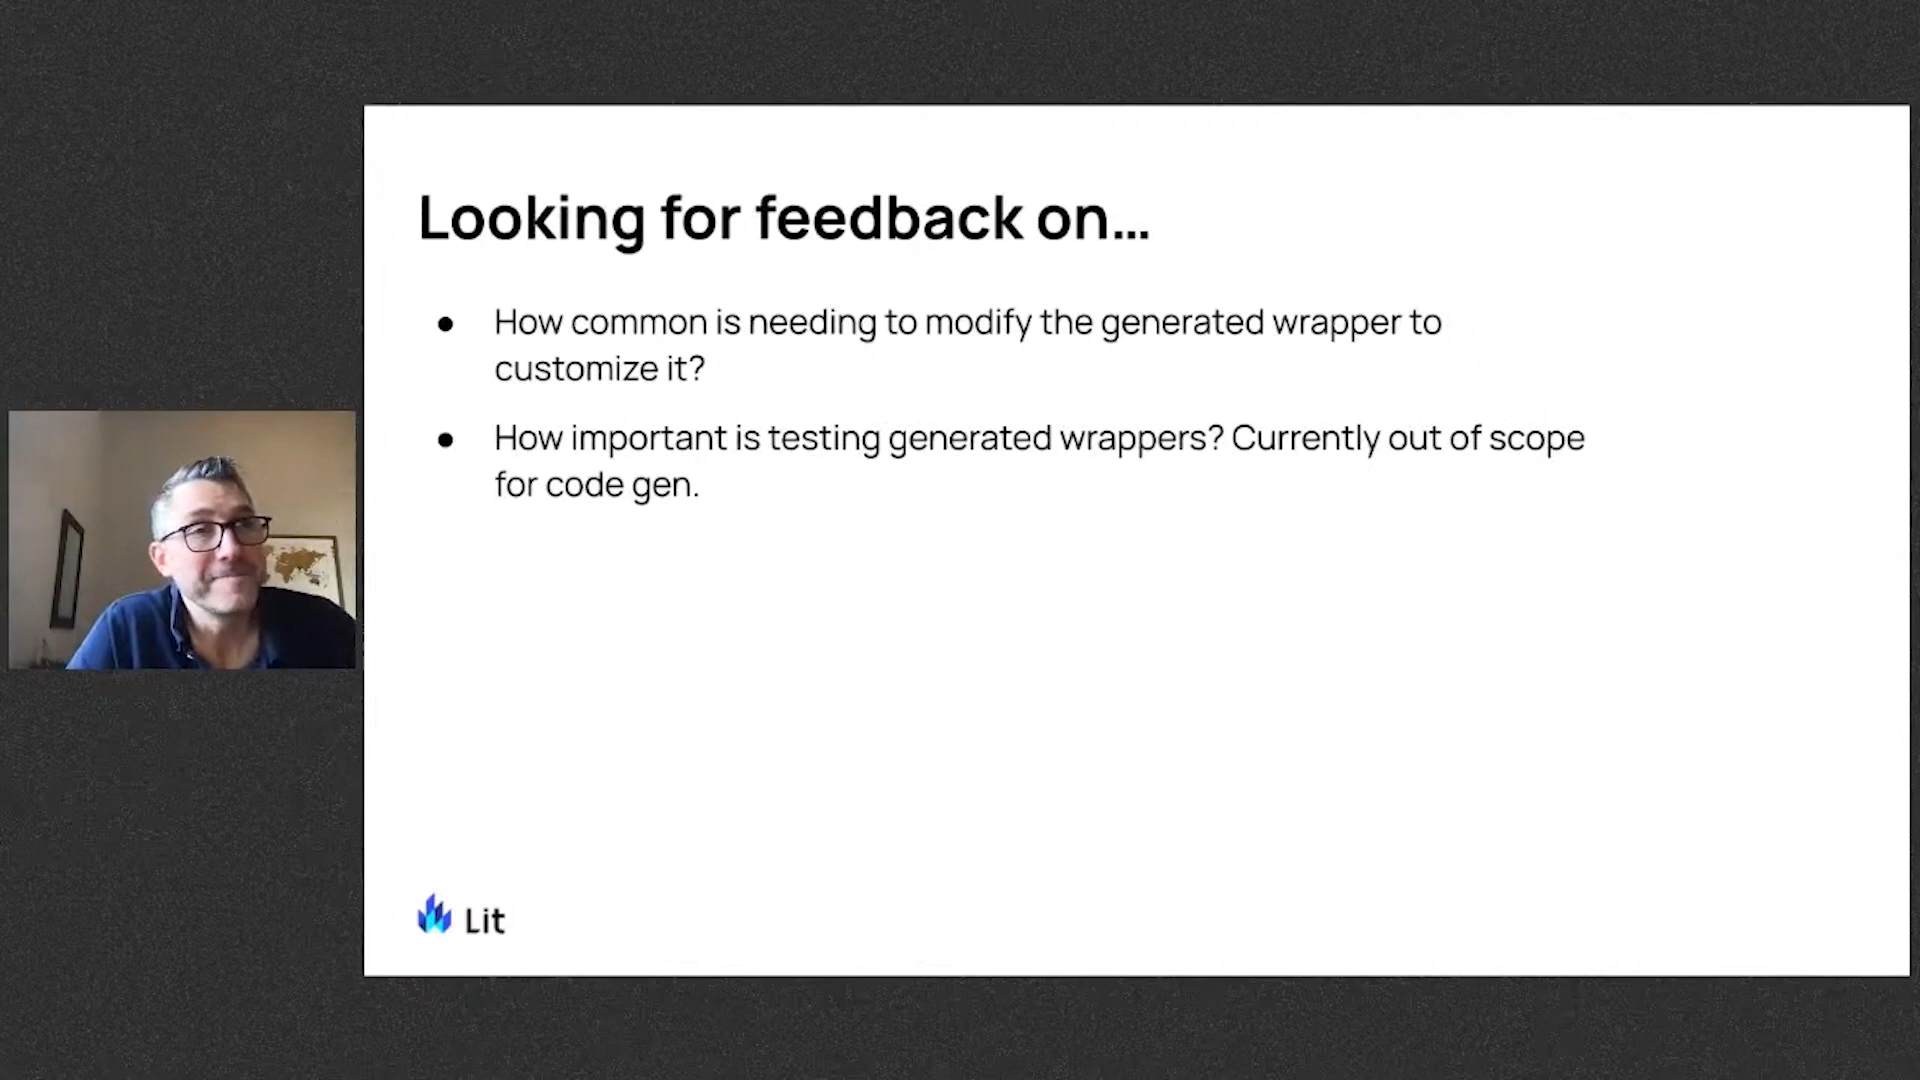 Looking for feedback on...
● How common is needing to modify the generated wrapper to
customize it?
● How important is testing generated wrappers? Currently out of scope
for code gen.
Lit